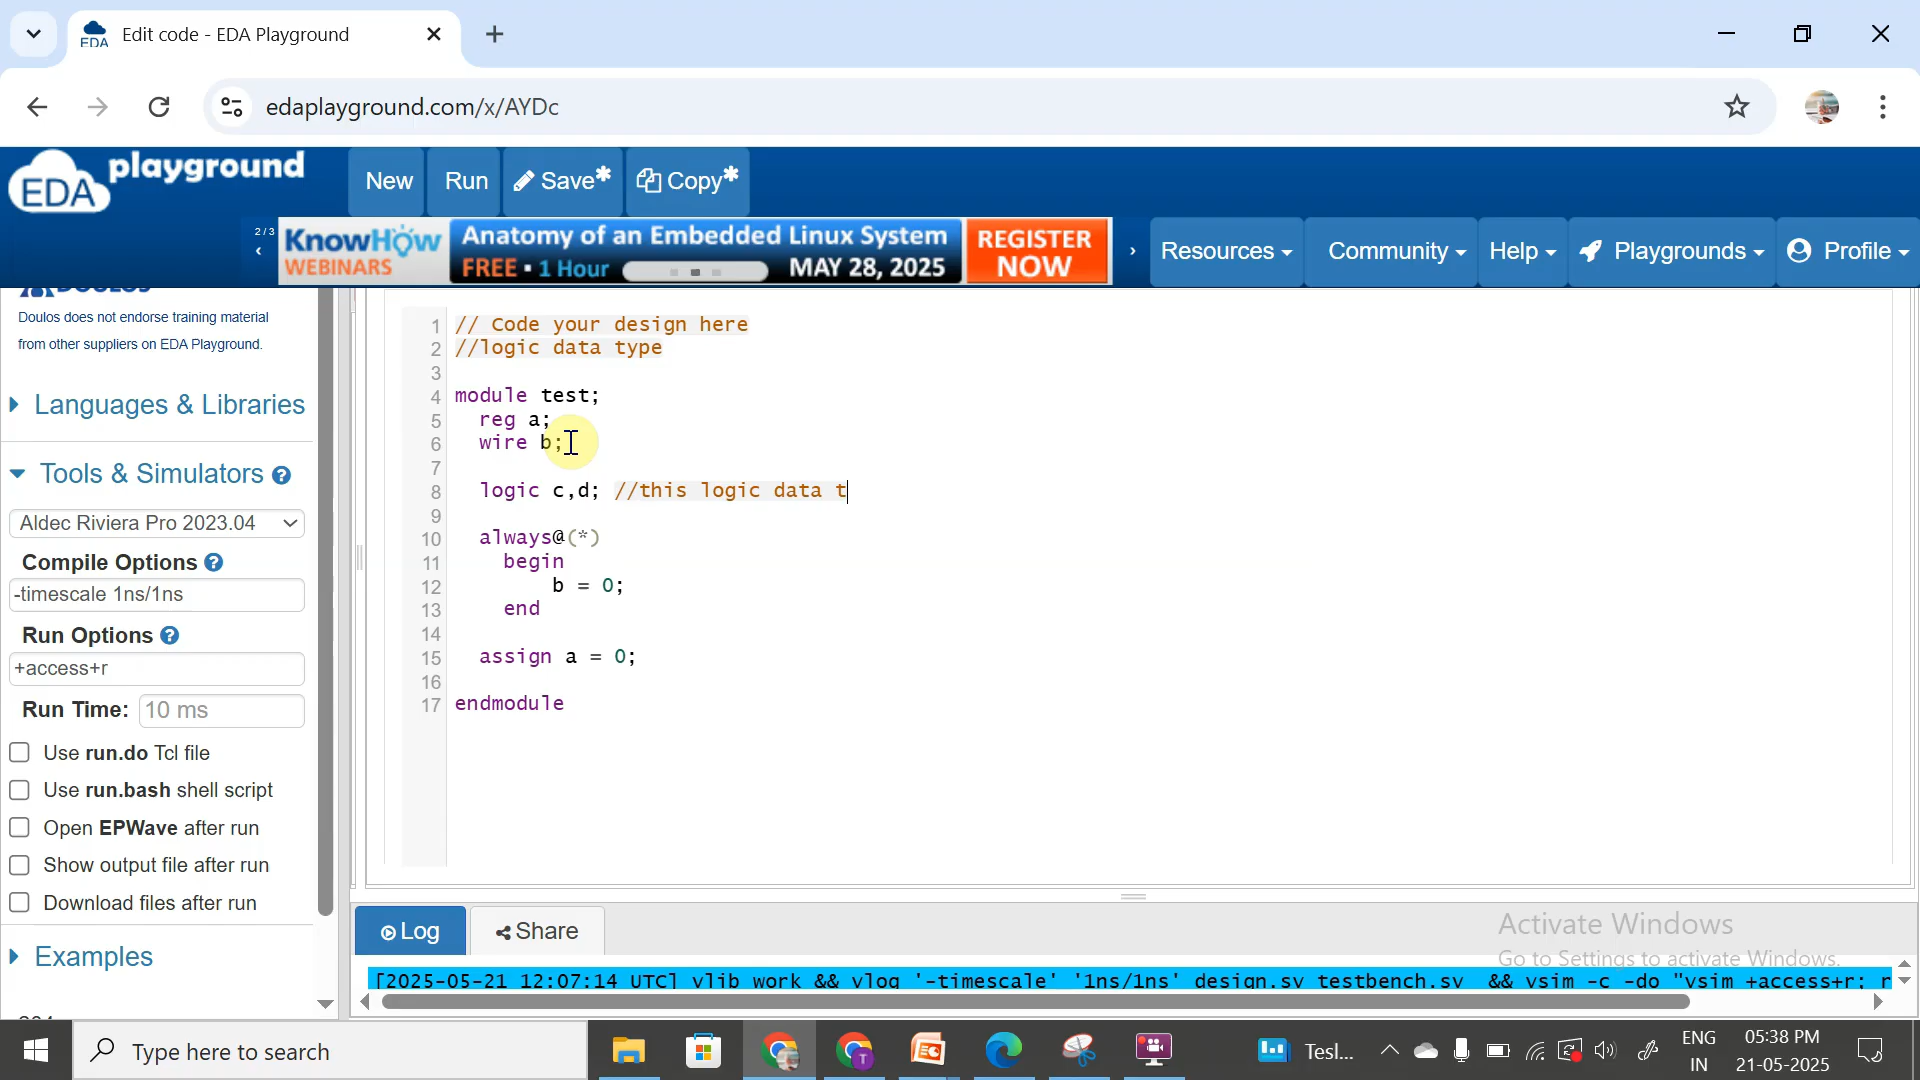 Edit code - EDA Playground
edaplayground.com/x/AYDc
EDA playground
New
Run
Save*
Copy*
2/3
KnowHow WEBINARS
Anatomy of an Embedded Linux System
FREE • 1 Hour
MAY 28, 2025
REGISTER NOW
Resources
Community
Help
Playgrounds
Profile
Doulos does not endorse training material
from other suppliers on EDA Playground.
Languages & Libraries
Tools & Simulators
Aldec Riviera Pro 2023.04
Compile Options
-timescale 1ns/1ns
Run Options
+access+r
Run Time: 10 ms
Use run.do Tcl file
Use run.bash shell script
Open EPWave after run
Show output file after run
Download files after run
Examples
1 // Code your design here
2 //logic data type
3
4 module test;
5 reg a;
6 wire b;
7
8 logic c,d; //this logic data t
9
10 always@(*)
11 begin
12 b = 0;
13 end
14
15 assign a = 0;
16
17 endmodule
Log
Share
Activate Windows
Go to Settings to activate Windows.
[2025-05-21 12:07:14 UTC] vlib work && vlog '-timescale' '1ns/1ns' design.sv testbench.sv && vsim -c -do "vsim +access+r; r
Type here to search
Tesl...
ENG
IN
05:38 PM
21-05-2025